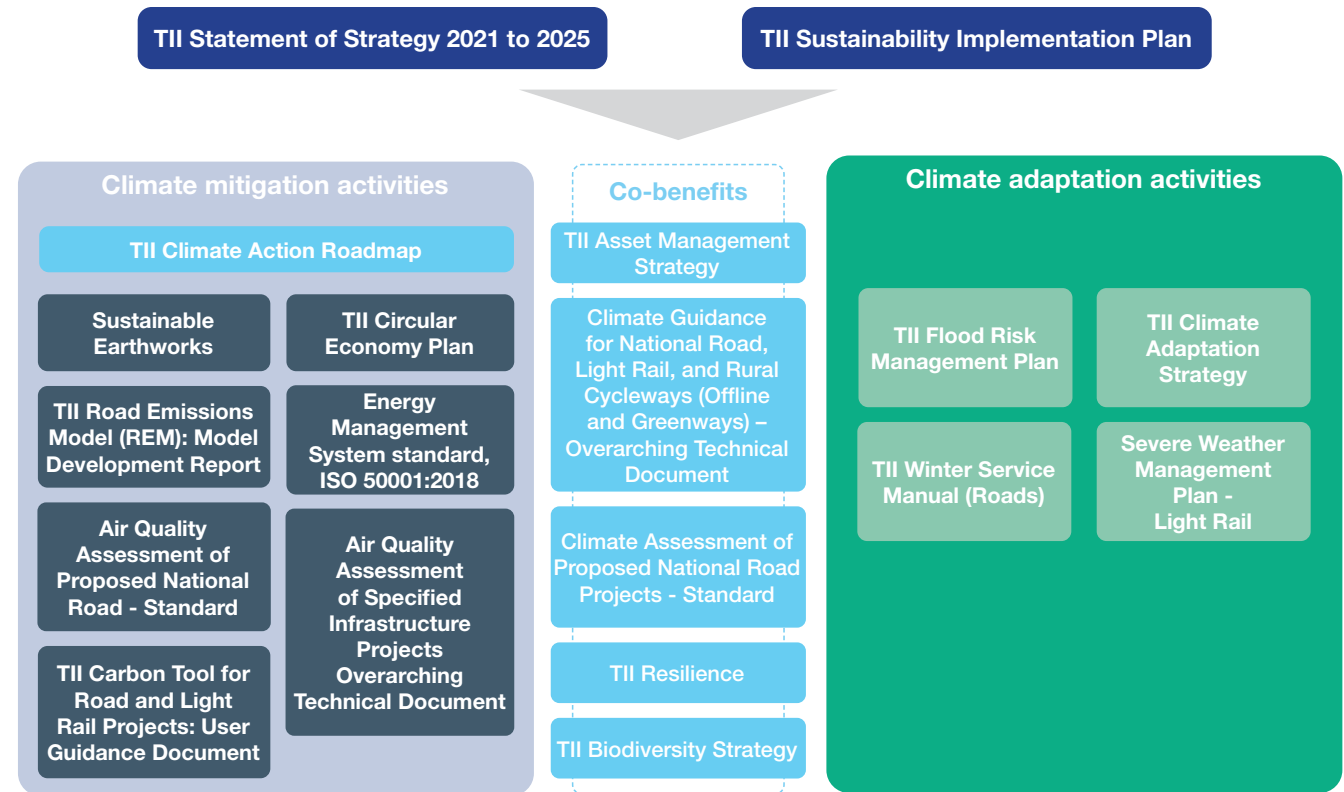 TII Statement of Strategy 2021 to 2025
TII Sustainability Implementation Plan
Climate mitigation activities
TII Climate Action Roadmap
Sustainable
Earthworks
TII Circular
Economy Plan
TII Road Emissions
Model (REM): Model
Development Report
Energy
Management
System standard,
ISO 50001:2018
Air Quality
Assessment of
Proposed National
Road - Standard
Air Quality
Assessment
of Specified
Infrastructure
Projects
Overarching
Technical Document
TII Carbon Tool for
Road and Light
Rail Projects: User
Guidance Document
Co-benefits
TII Asset Management
Strategy
Climate Guidance
for National Road,
Light Rail, and Rural
Cycleways (Offline
and Greenways) –
Overarching Technical
Document
Climate Assessment of
Proposed National Road
Projects - Standard
TII Resilience
TII Biodiversity Strategy
Climate adaptation activities
TII Flood Risk
Management Plan
TII Climate
Adaptation
Strategy
TII Winter Service
Manual (Roads)
Severe Weather
Management
Plan -
Light Rail